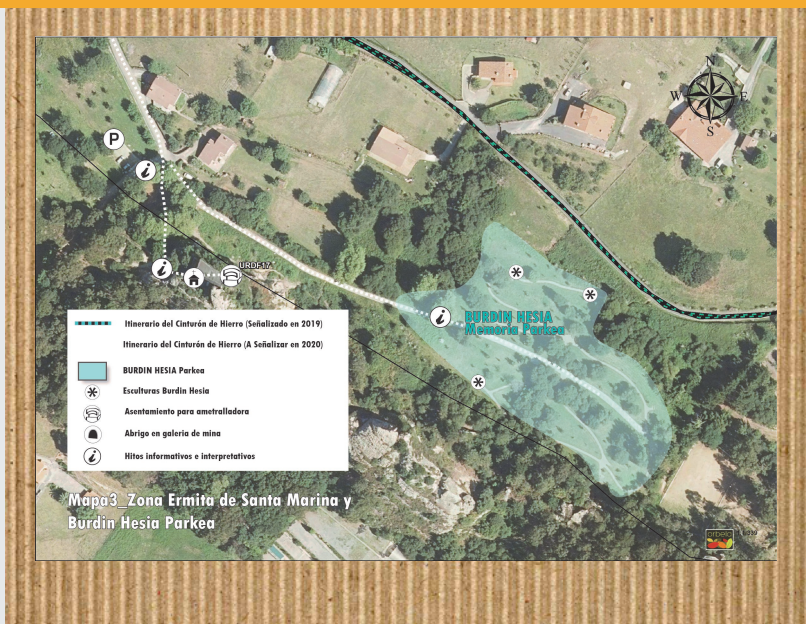 N
W
E
S
P
i
i
URDF17
i
BURDIN HESIA
Memoria Parkea
Itinerario del Cinturón de Hierro (Señalizado en 2019)
Itinerario del Cinturón de Hierro (A Señalizar en 2020)
BURDIN HESIA Parkea
Esculturas Burdin Hesia
Asentamiento para ametralladora
Abrigo en galeria de mina
i
Hitos informativos e interpretativos
Mapa3_Zona Ermita de Santa Marina y
Burdin Hesia Parkea
orbela